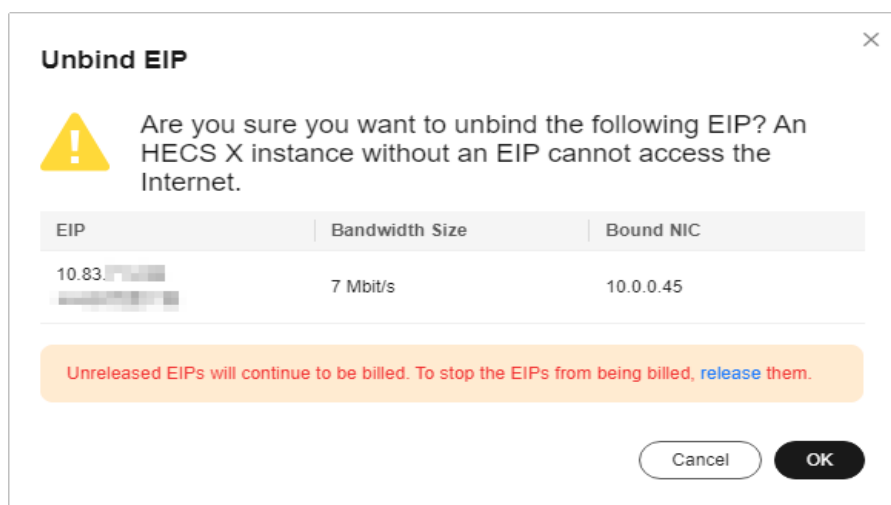 Unbind EIP
Are you sure you want to unbind the following EIP? An
HECS X instance without an EIP cannot access the
Internet.
EIP Bandwidth Size Bound NIC
10.83.
7 Mbit/s 10.0.0.45
Unreleased EIPs will continue to be billed. To stop the EIPs from being billed, release them.
Cancel OK